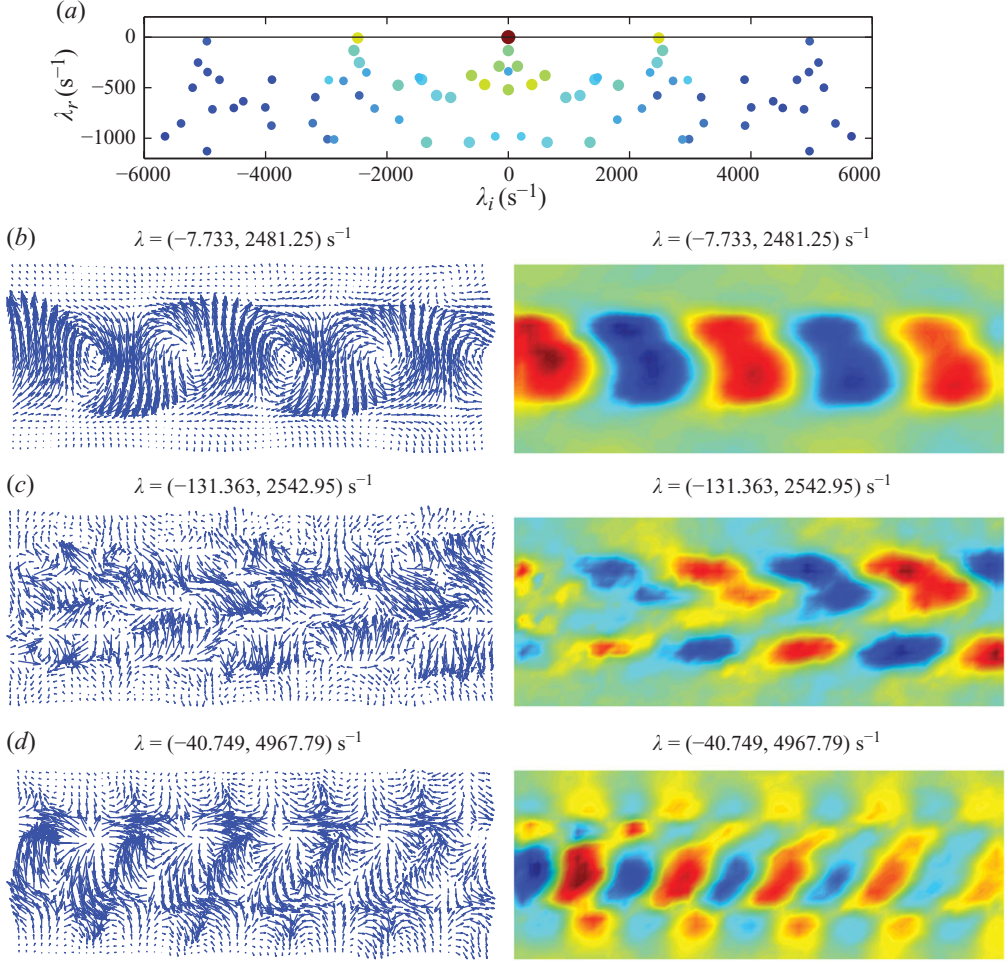 (a)
0
−500
−1000
λr (s−1)
−6000 −4000 −2000 0 2000 4000 6000
λi (s−1)
(b)
λ = (−7.733, 2481.25) s−1
λ = (−7.733, 2481.25) s−1
(c)
λ = (−131.363, 2542.95) s−1
λ = (−131.363, 2542.95) s−1
(d)
λ = (−40.749, 4967.79) s−1
λ = (−40.749, 4967.79) s−1